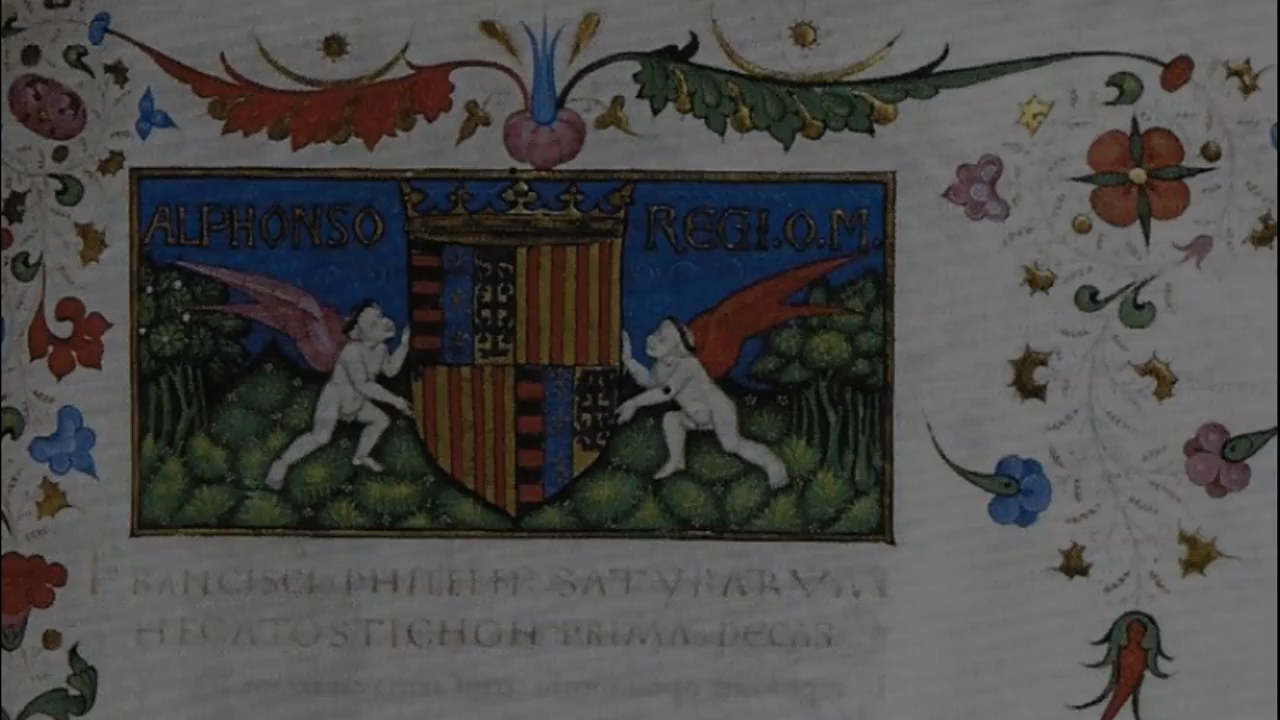 ALPHONSO REGI.O.M.
FRANCISCI PHILELFI SATYRARVM
HECATOSTICHON PRIMA DECAS